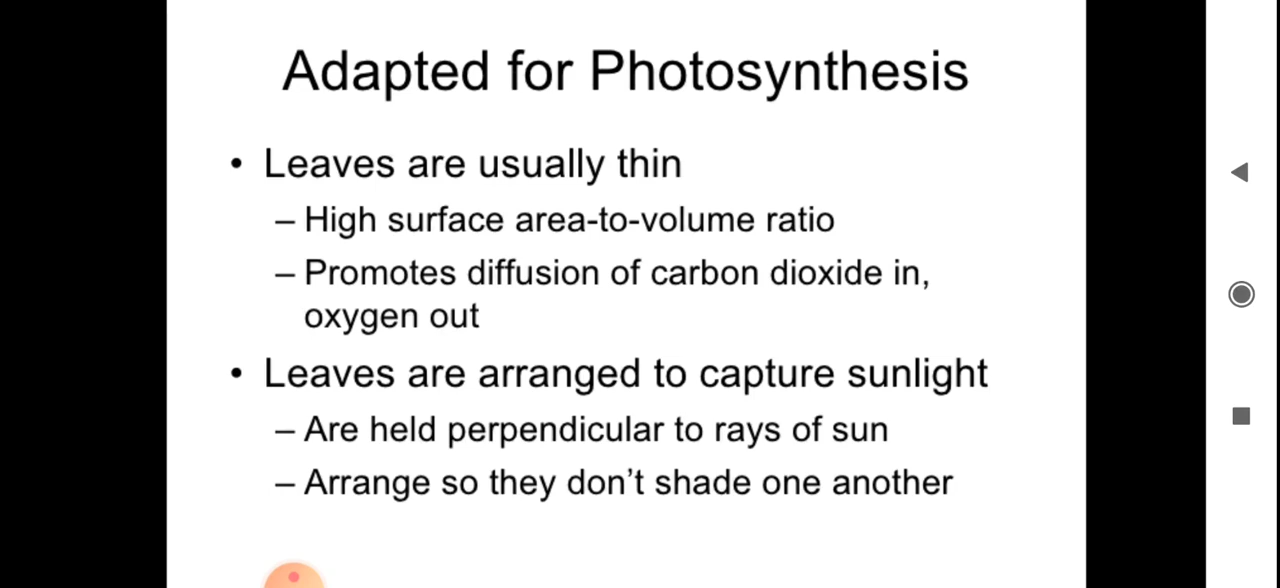 Adapted for Photosynthesis
• Leaves are usually thin
– High surface area-to-volume ratio
– Promotes diffusion of carbon dioxide in,
oxygen out
• Leaves are arranged to capture sunlight
– Are held perpendicular to rays of sun
– Arrange so they don’t shade one another